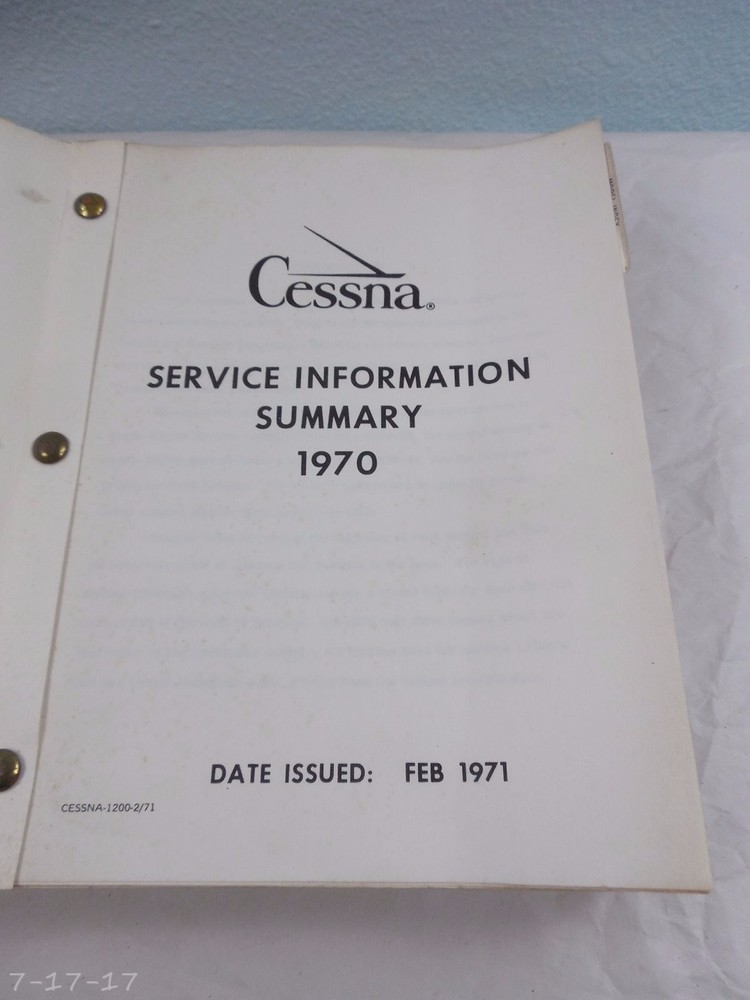 Cessna®
SERVICE INFORMATION
SUMMARY
1970
DATE ISSUED: FEB 1971
CESSNA-1200-2/71
7-17-17